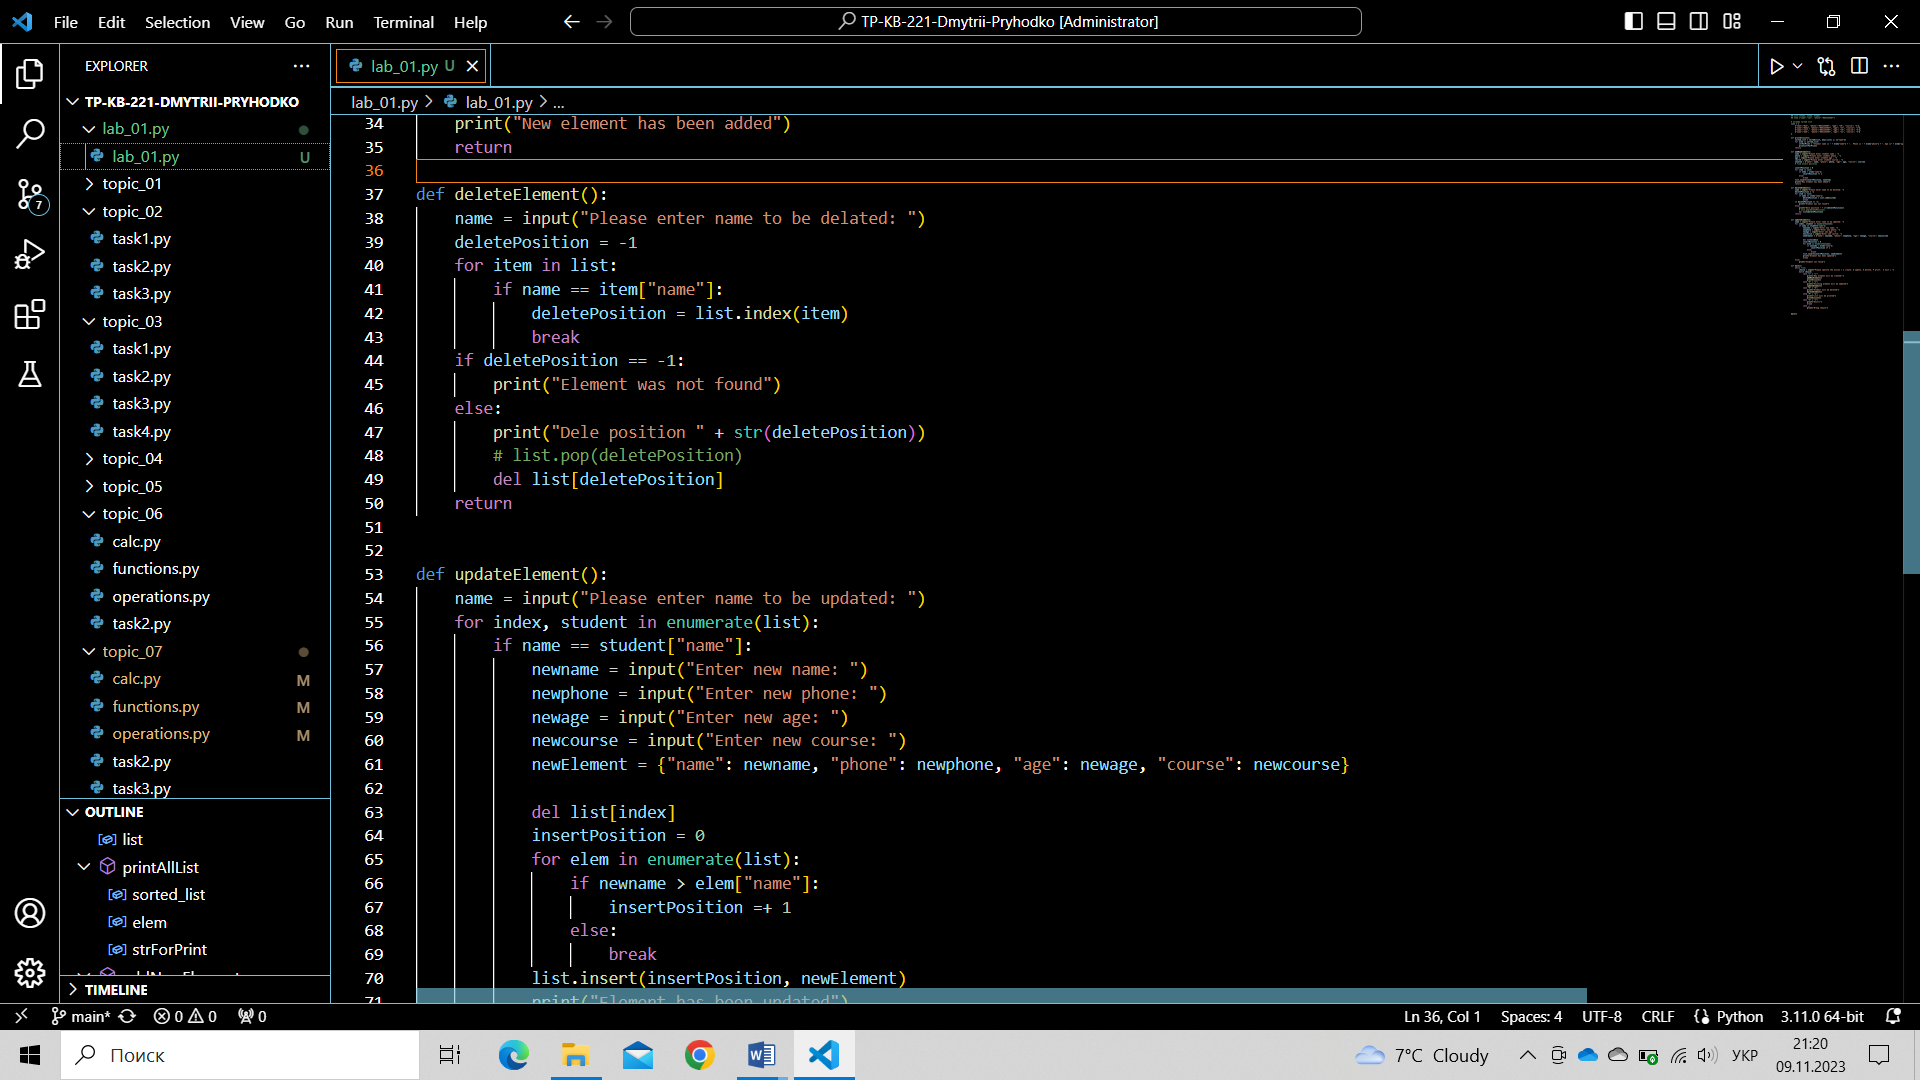 File Edit Selection View Go Run Terminal Help
TP-KB-221-Dmytrii-Pryhodko [Administrator]
EXPLORER
TP-KB-221-DMYTRII-PRYHODKO
lab_01.py
lab_01.py U
topic_01
topic_02
task1.py
task2.py
task3.py
topic_03
task1.py
task2.py
task3.py
task4.py
topic_04
topic_05
topic_06
calc.py
functions.py
operations.py
task2.py
topic_07
calc.py M
functions.py M
operations.py M
task2.py
task3.py
OUTLINE
list
printAllList
sorted_list
elem
strForPrint
TIMELINE
7
lab_01.py U
lab_01.py > lab_01.py > ...
34 print("New element has been added")
35 return
36
37 def deleteElement():
38 name = input("Please enter name to be delated: ")
39 deletePosition = -1
40 for item in list:
41 if name == item["name"]:
42 deletePosition = list.index(item)
43 break
44 if deletePosition == -1:
45 print("Element was not found")
46 else:
47 print("Dele position " + str(deletePosition))
48 # list.pop(deletePosition)
49 del list[deletePosition]
50 return
51
52
53 def updateElement():
54 name = input("Please enter name to be updated: ")
55 for index, student in enumerate(list):
56 if name == student["name"]:
57 newname = input("Enter new name: ")
58 newphone = input("Enter new phone: ")
59 newage = input("Enter new age: ")
60 newcourse = input("Enter new course: ")
61 newElement = {"name": newname, "phone": newphone, "age": newage, "course": newcourse}
62
63 del list[index]
64 insertPosition = 0
65 for elem in enumerate(list):
66 if newname > elem["name"]:
67 insertPosition =+ 1
68 else:
69 break
70 list.insert(insertPosition, newElement)
71 print("Element has been updated")
main* 0 0 0
Ln 36, Col 1 Spaces: 4 UTF-8 CRLF Python 3.11.0 64-bit
Поиск
7°C Cloudy
УКР
21:20
09.11.2023